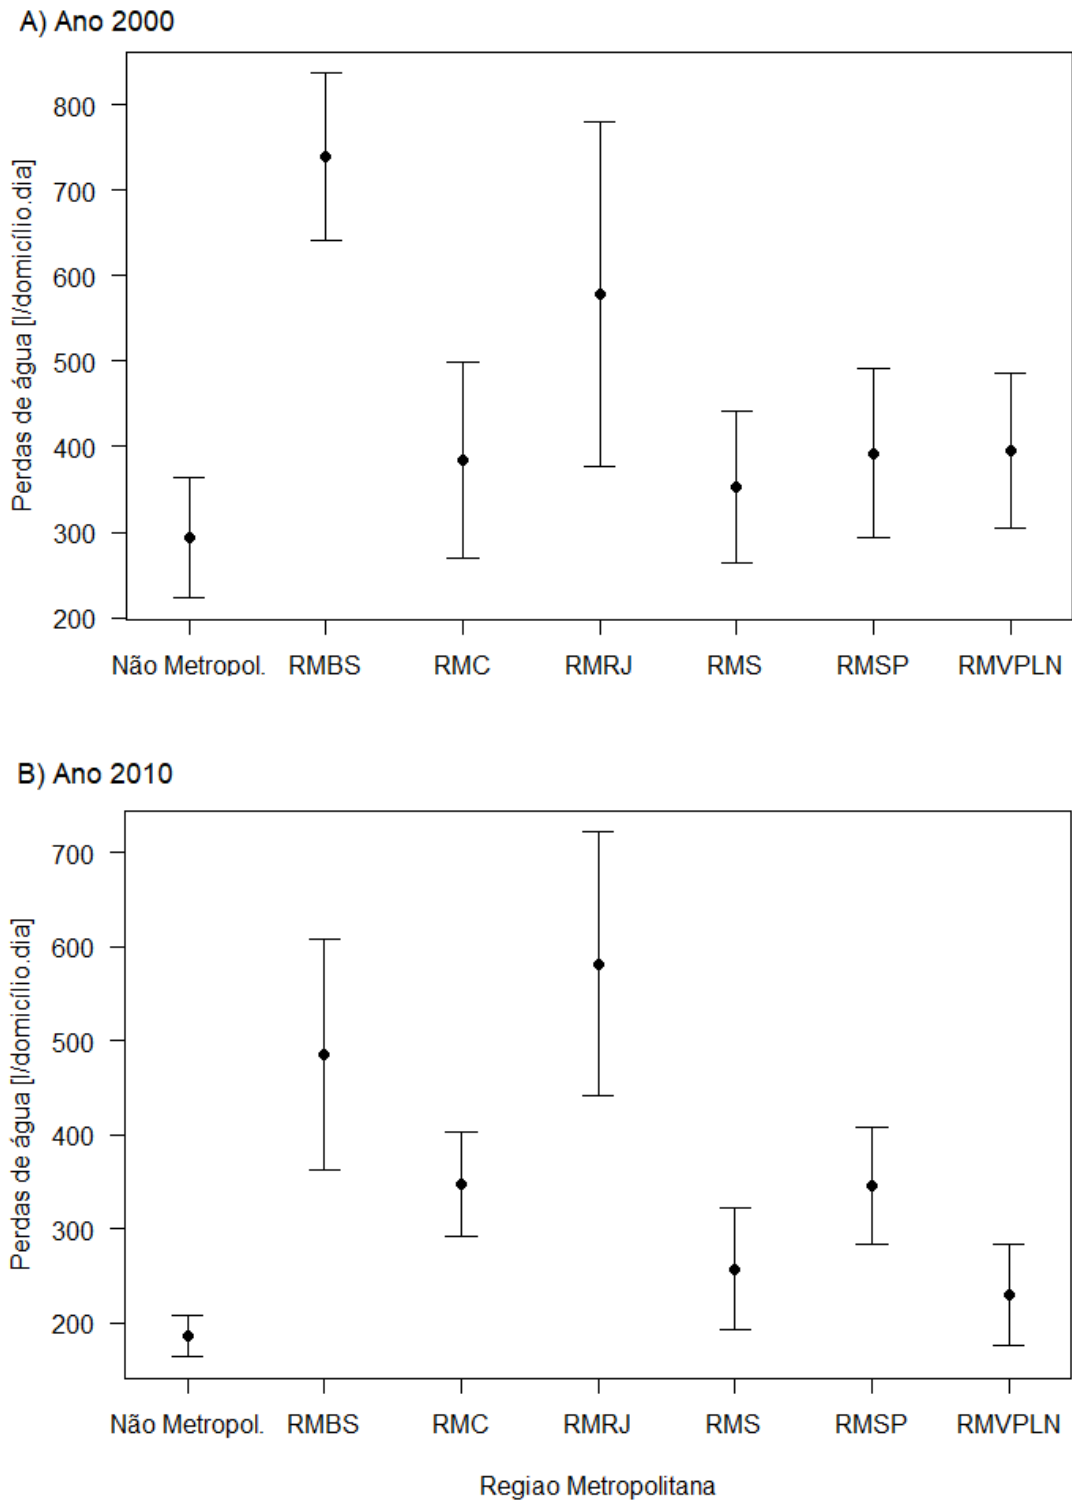 A) Ano 2000
Perdas de água [l/domicílio.dia]
800
700
600
500
400
300
200
Não Metropol. RMBS RMC RMRJ RMS RMSP RMVPLN
B) Ano 2010
Perdas de água [l/domicílio.dia]
700
600
500
400
300
200
Não Metropol. RMBS RMC RMRJ RMS RMSP RMVPLN
Regiao Metropolitana